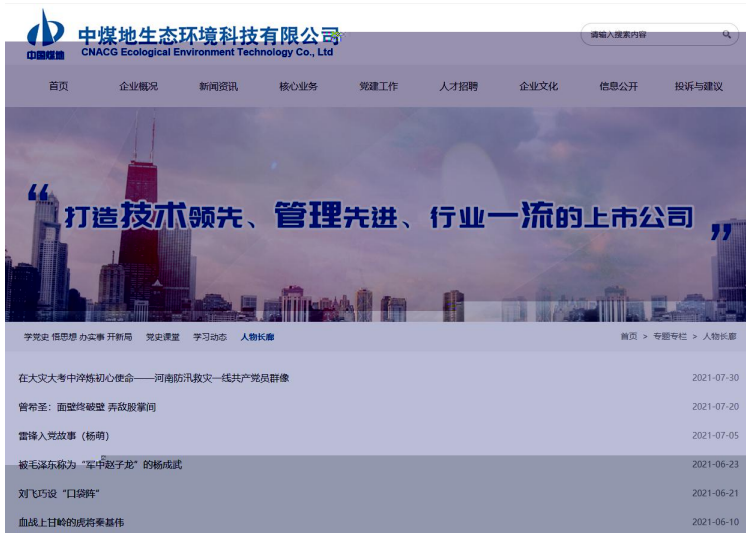 中国煤地
中煤地生态环境科技有限公司
CNACG Ecological Environment Technology Co., Ltd
请输入搜索内容
首页 企业概况 新闻资讯 核心业务 党建工作 人才招聘 企业文化 信息公开 投诉与建议
“打造技术领先、管理先进、行业一流的上市公司”
学党史 悟思想 办实事 开新局 党史课堂 学习动态 人物长廊 首页 > 专题专栏 > 人物长廊
在大灾大考中淬炼初心使命——河南防汛救灾一线共产党员群像 2021-07-30
曾希圣：面壁终破壁 弄敌股掌间 2021-07-20
雷锋入党故事（杨萌） 2021-07-05
被毛泽东称为“军中赵子龙”的杨成武 2021-06-23
刘飞巧设“口袋阵” 2021-06-21
血战上甘岭的虎将秦基伟 2021-06-10